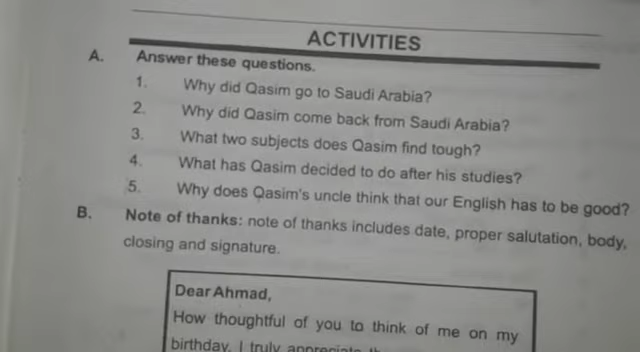 ACTIVITIES
A. Answer these questions.
1. Why did Qasim go to Saudi Arabia?
2. Why did Qasim come back from Saudi Arabia?
3. What two subjects does Qasim find tough?
4. What has Qasim decided to do after his studies?
5. Why does Qasim's uncle think that our English has to be good?
B. Note of thanks: note of thanks includes date, proper salutation, body,
closing and signature.
Dear Ahmad,
How thoughtful of you to think of me on my
birthday. I truly appreciate